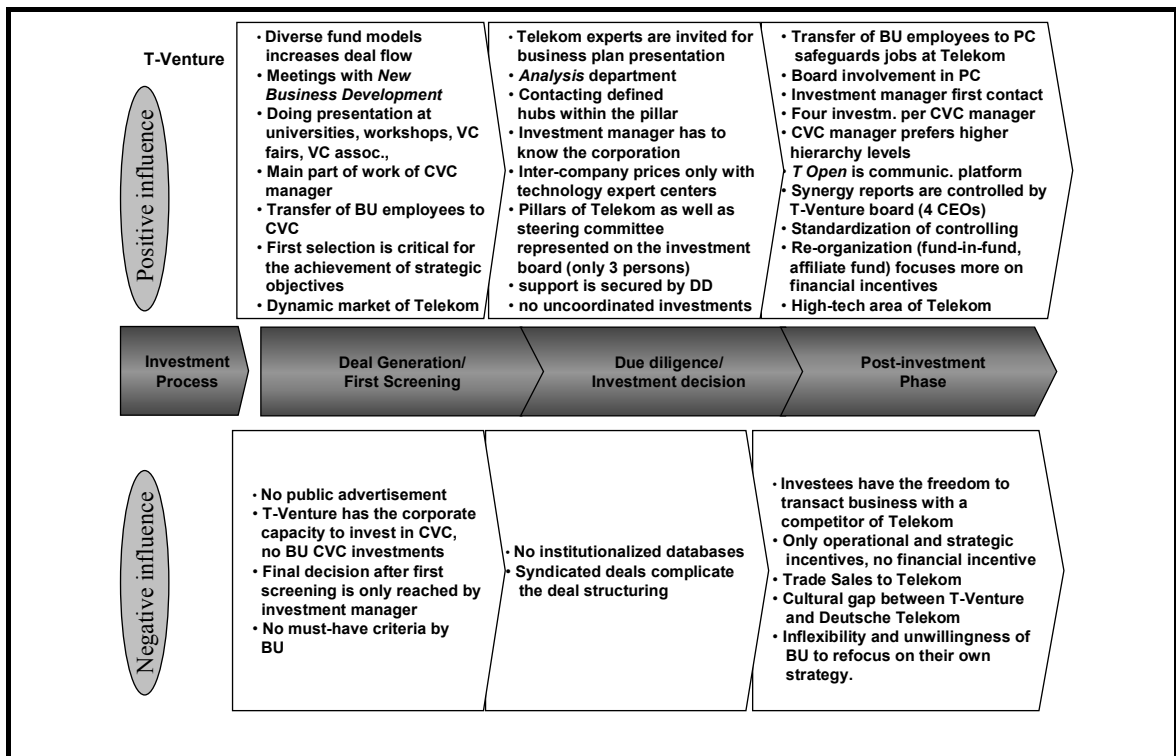 T-Venture
Positive influence
• Diverse fund models
increases deal flow
• Meetings with New
Business Development
• Doing presentation at
universities, workshops, VC
fairs, VC assoc.,
• Main part of work of CVC
manager
• Transfer of BU employees to
CVC
• First selection is critical for
the achievement of strategic
objectives
• Dynamic market of Telekom
• Telekom experts are invited for
business plan presentation
• Analysis department
• Contacting defined
hubs within the pillar
• Investment manager has to
know the corporation
• Inter-company prices only with
technology expert centers
• Pillars of Telekom as well as
steering committee
represented on the investment
board (only 3 persons)
• support is secured by DD
• no uncoordinated investments
• Transfer of BU employees to PC
safeguards jobs at Telekom
• Board involvement in PC
• Investment manager first contact
• Four investm. per CVC manager
• CVC manager prefers higher
hierarchy levels
• T Open is communic. platform
• Synergy reports are controlled by
T-Venture board (4 CEOs)
• Standardization of controlling
• Re-organization (fund-in-fund,
affiliate fund) focuses more on
financial incentives
• High-tech area of Telekom
Investment
Process
Deal Generation/
First Screening
Due diligence/
Investment decision
Post-investment
Phase
Negative influence
• No public advertisement
• T-Venture has the corporate
capacity to invest in CVC,
no BU CVC investments
• Final decision after first
screening is only reached by
investment manager
• No must-have criteria by
BU
• No institutionalized databases
• Syndicated deals complicate
the deal structuring
• Investees have the freedom to
transact business with a
competitor of Telekom
• Only operational and strategic
incentives, no financial incentive
• Trade Sales to Telekom
• Cultural gap between T-Venture
and Deutsche Telekom
• Inflexibility and unwillingness of
BU to refocus on their own
strategy.